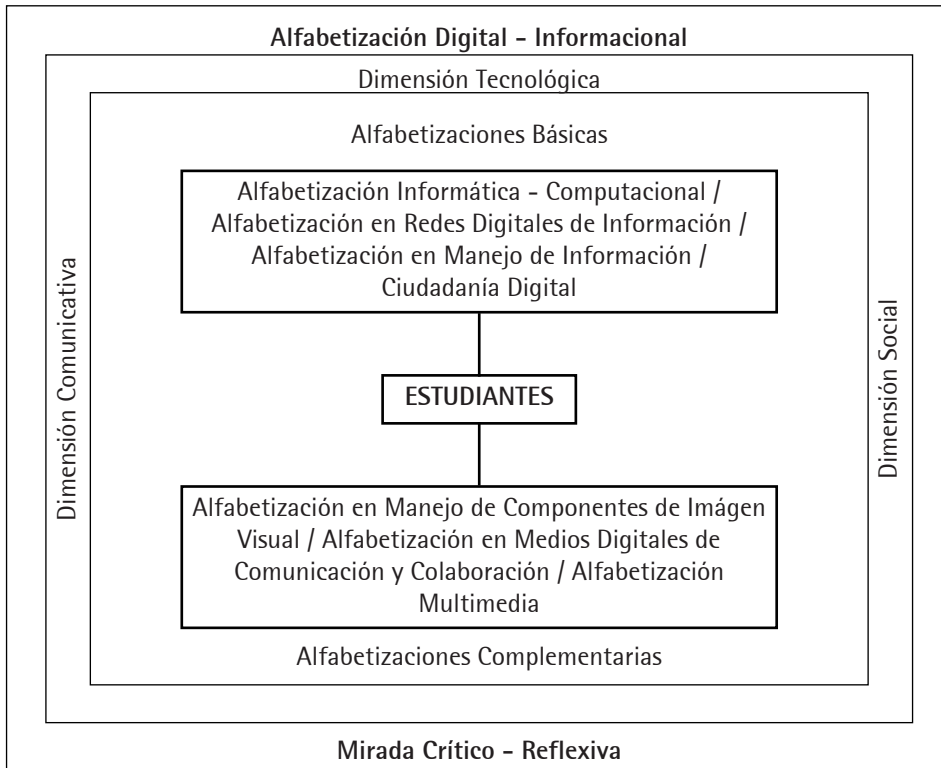 Alfabetización Digital - Informacional
Dimensión Tecnológica
Alfabetizaciones Básicas
Alfabetización Informática - Computacional /
Alfabetización en Redes Digitales de Información /
Alfabetización en Manejo de Información /
Ciudadanía Digital
Dimensión Comunicativa
ESTUDIANTES
Dimensión Social
Alfabetización en Manejo de Componentes de Imágen
Visual / Alfabetización en Medios Digitales de
Comunicación y Colaboración / Alfabetización
Multimedia
Alfabetizaciones Complementarias
Mirada Crítico - Reflexiva